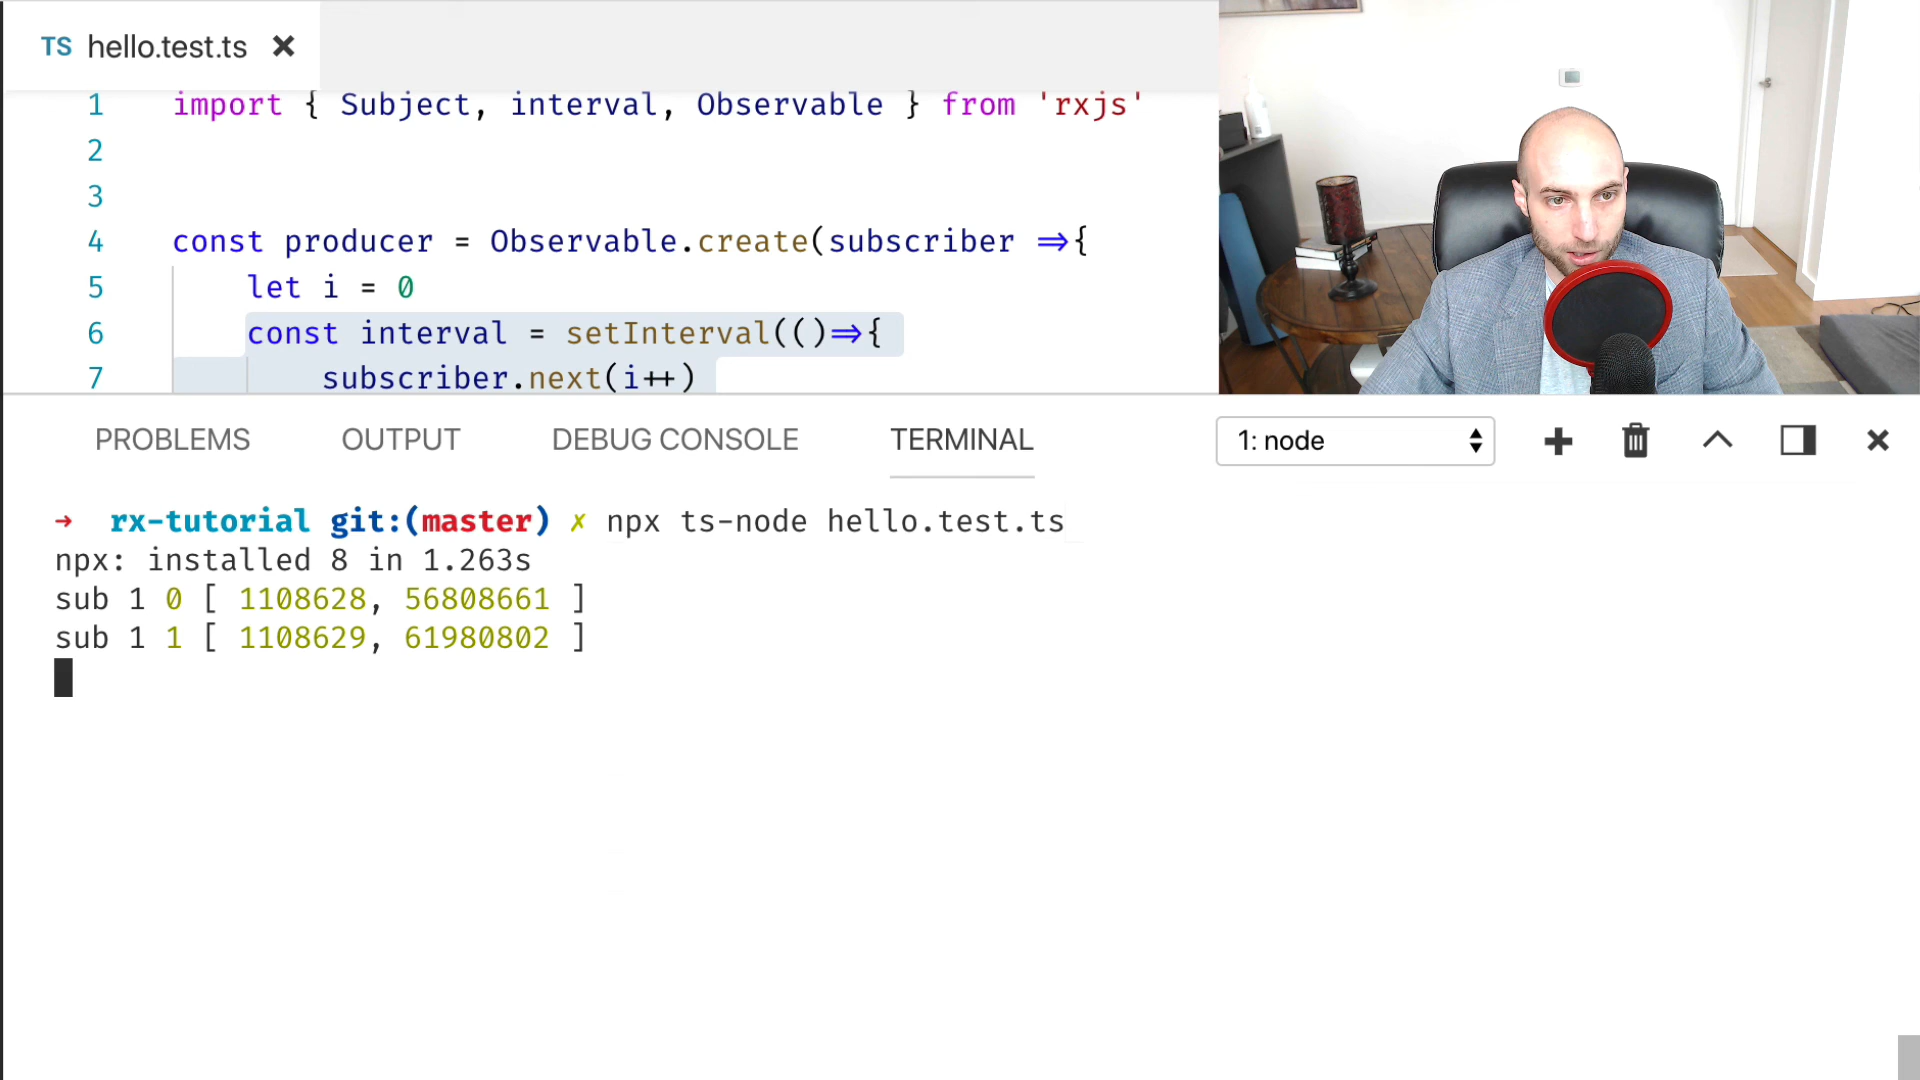 TS hello.test.ts
1 import { Subject, interval, Observable } from 'rxjs'
2
3
4 const producer = Observable.create(subscriber =>{
5 let i = 0
6 const interval = setInterval(()=>{
7 subscriber.next(i++)
PROBLEMS OUTPUT DEBUG CONSOLE TERMINAL 1: node
➜ rx-tutorial git:(master) ✗ npx ts-node hello.test.ts
npx: installed 8 in 1.263s
sub 1 0 [ 1108628, 56808661 ]
sub 1 1 [ 1108629, 61980802 ]